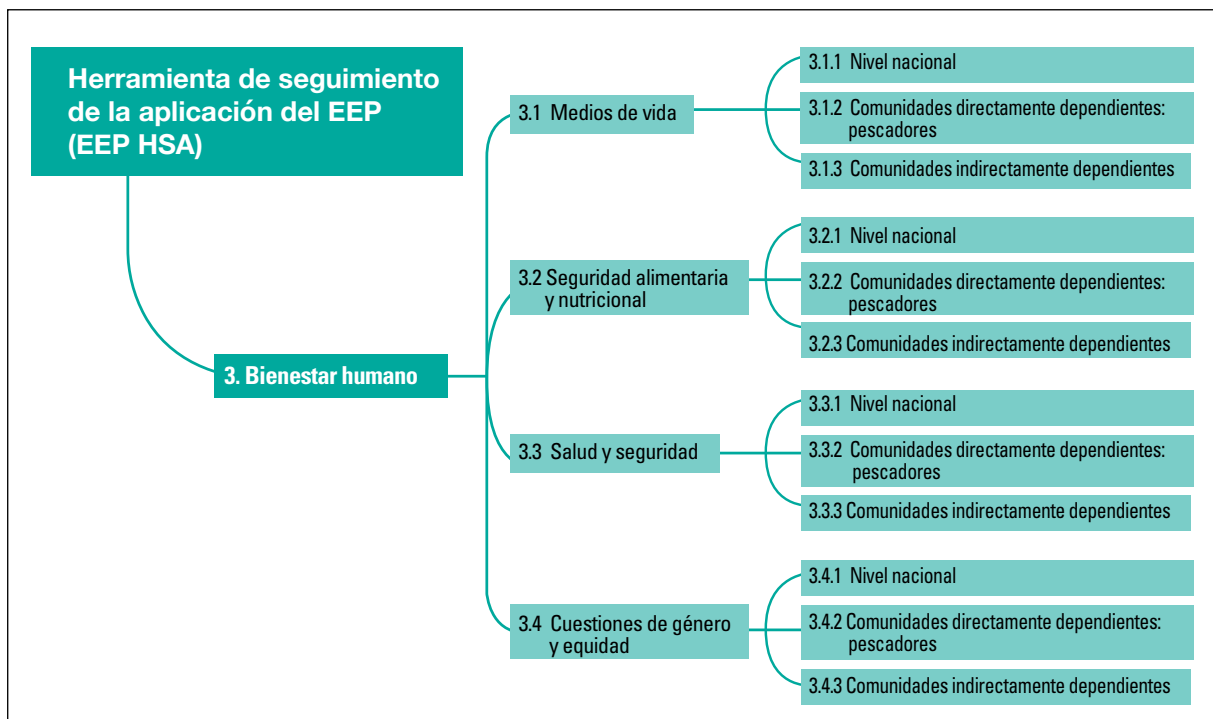 Herramienta de seguimiento
de la aplicación del EEP
(EEP HSA)
3. Bienestar humano
3.1 Medios de vida
3.1.1 Nivel nacional
3.1.2 Comunidades directamente dependientes:
pescadores
3.1.3 Comunidades indirectamente dependientes
3.2 Seguridad alimentaria
y nutricional
3.2.1 Nivel nacional
3.2.2 Comunidades directamente dependientes:
pescadores
3.2.3 Comunidades indirectamente dependientes
3.3 Salud y seguridad
3.3.1 Nivel nacional
3.3.2 Comunidades directamente dependientes:
pescadores
3.3.3 Comunidades indirectamente dependientes
3.4 Cuestiones de género
y equidad
3.4.1 Nivel nacional
3.4.2 Comunidades directamente dependientes:
pescadores
3.4.3 Comunidades indirectamente dependientes